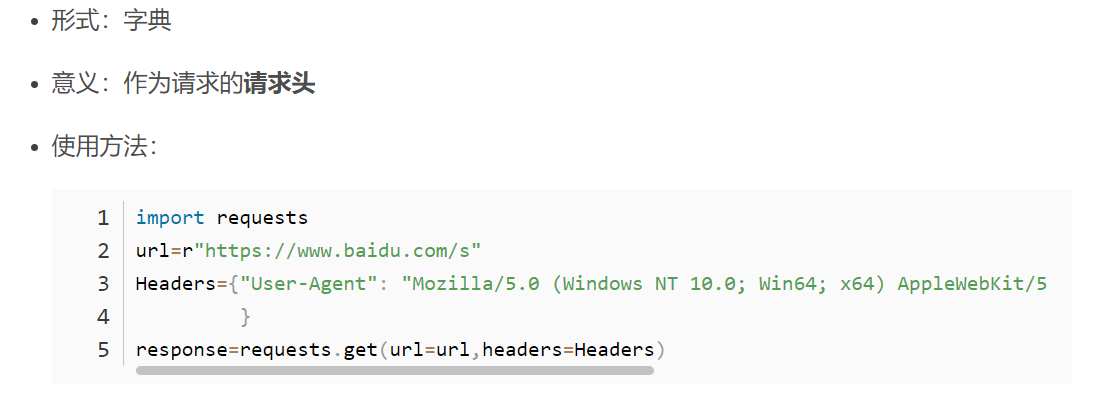 形式：字典
意义：作为请求的请求头
使用方法：
1 import requests
2 url=r"https://www.baidu.com/s"
3 Headers={"User-Agent": "Mozilla/5.0 (Windows NT 10.0; Win64; x64) AppleWebKit/5
4          }
5 response=requests.get(url=url,headers=Headers)